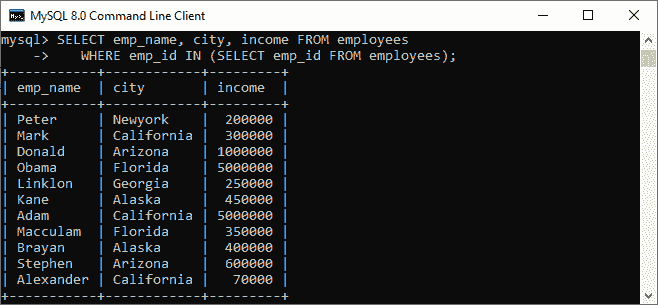 MySQL 8.0 Command Line Client
mysql> SELECT emp_name, city, income FROM employees
    -> WHERE emp_id IN (SELECT emp_id FROM employees);
+-----------+------------+---------+
| emp_name  | city       | income  |
+-----------+------------+---------+
| Peter     | Newyork    |  200000 |
| Mark      | California |  300000 |
| Donald    | Arizona    | 1000000 |
| Obama     | Florida    | 5000000 |
| Linklon   | Georgia    |  250000 |
| Kane      | Alaska     |  450000 |
| Adam      | California | 5000000 |
| Macculam  | Florida    |  350000 |
| Brayan    | Alaska     |  400000 |
| Stephen   | Arizona    |  600000 |
| Alexander | California |   70000 |
+-----------+------------+---------+